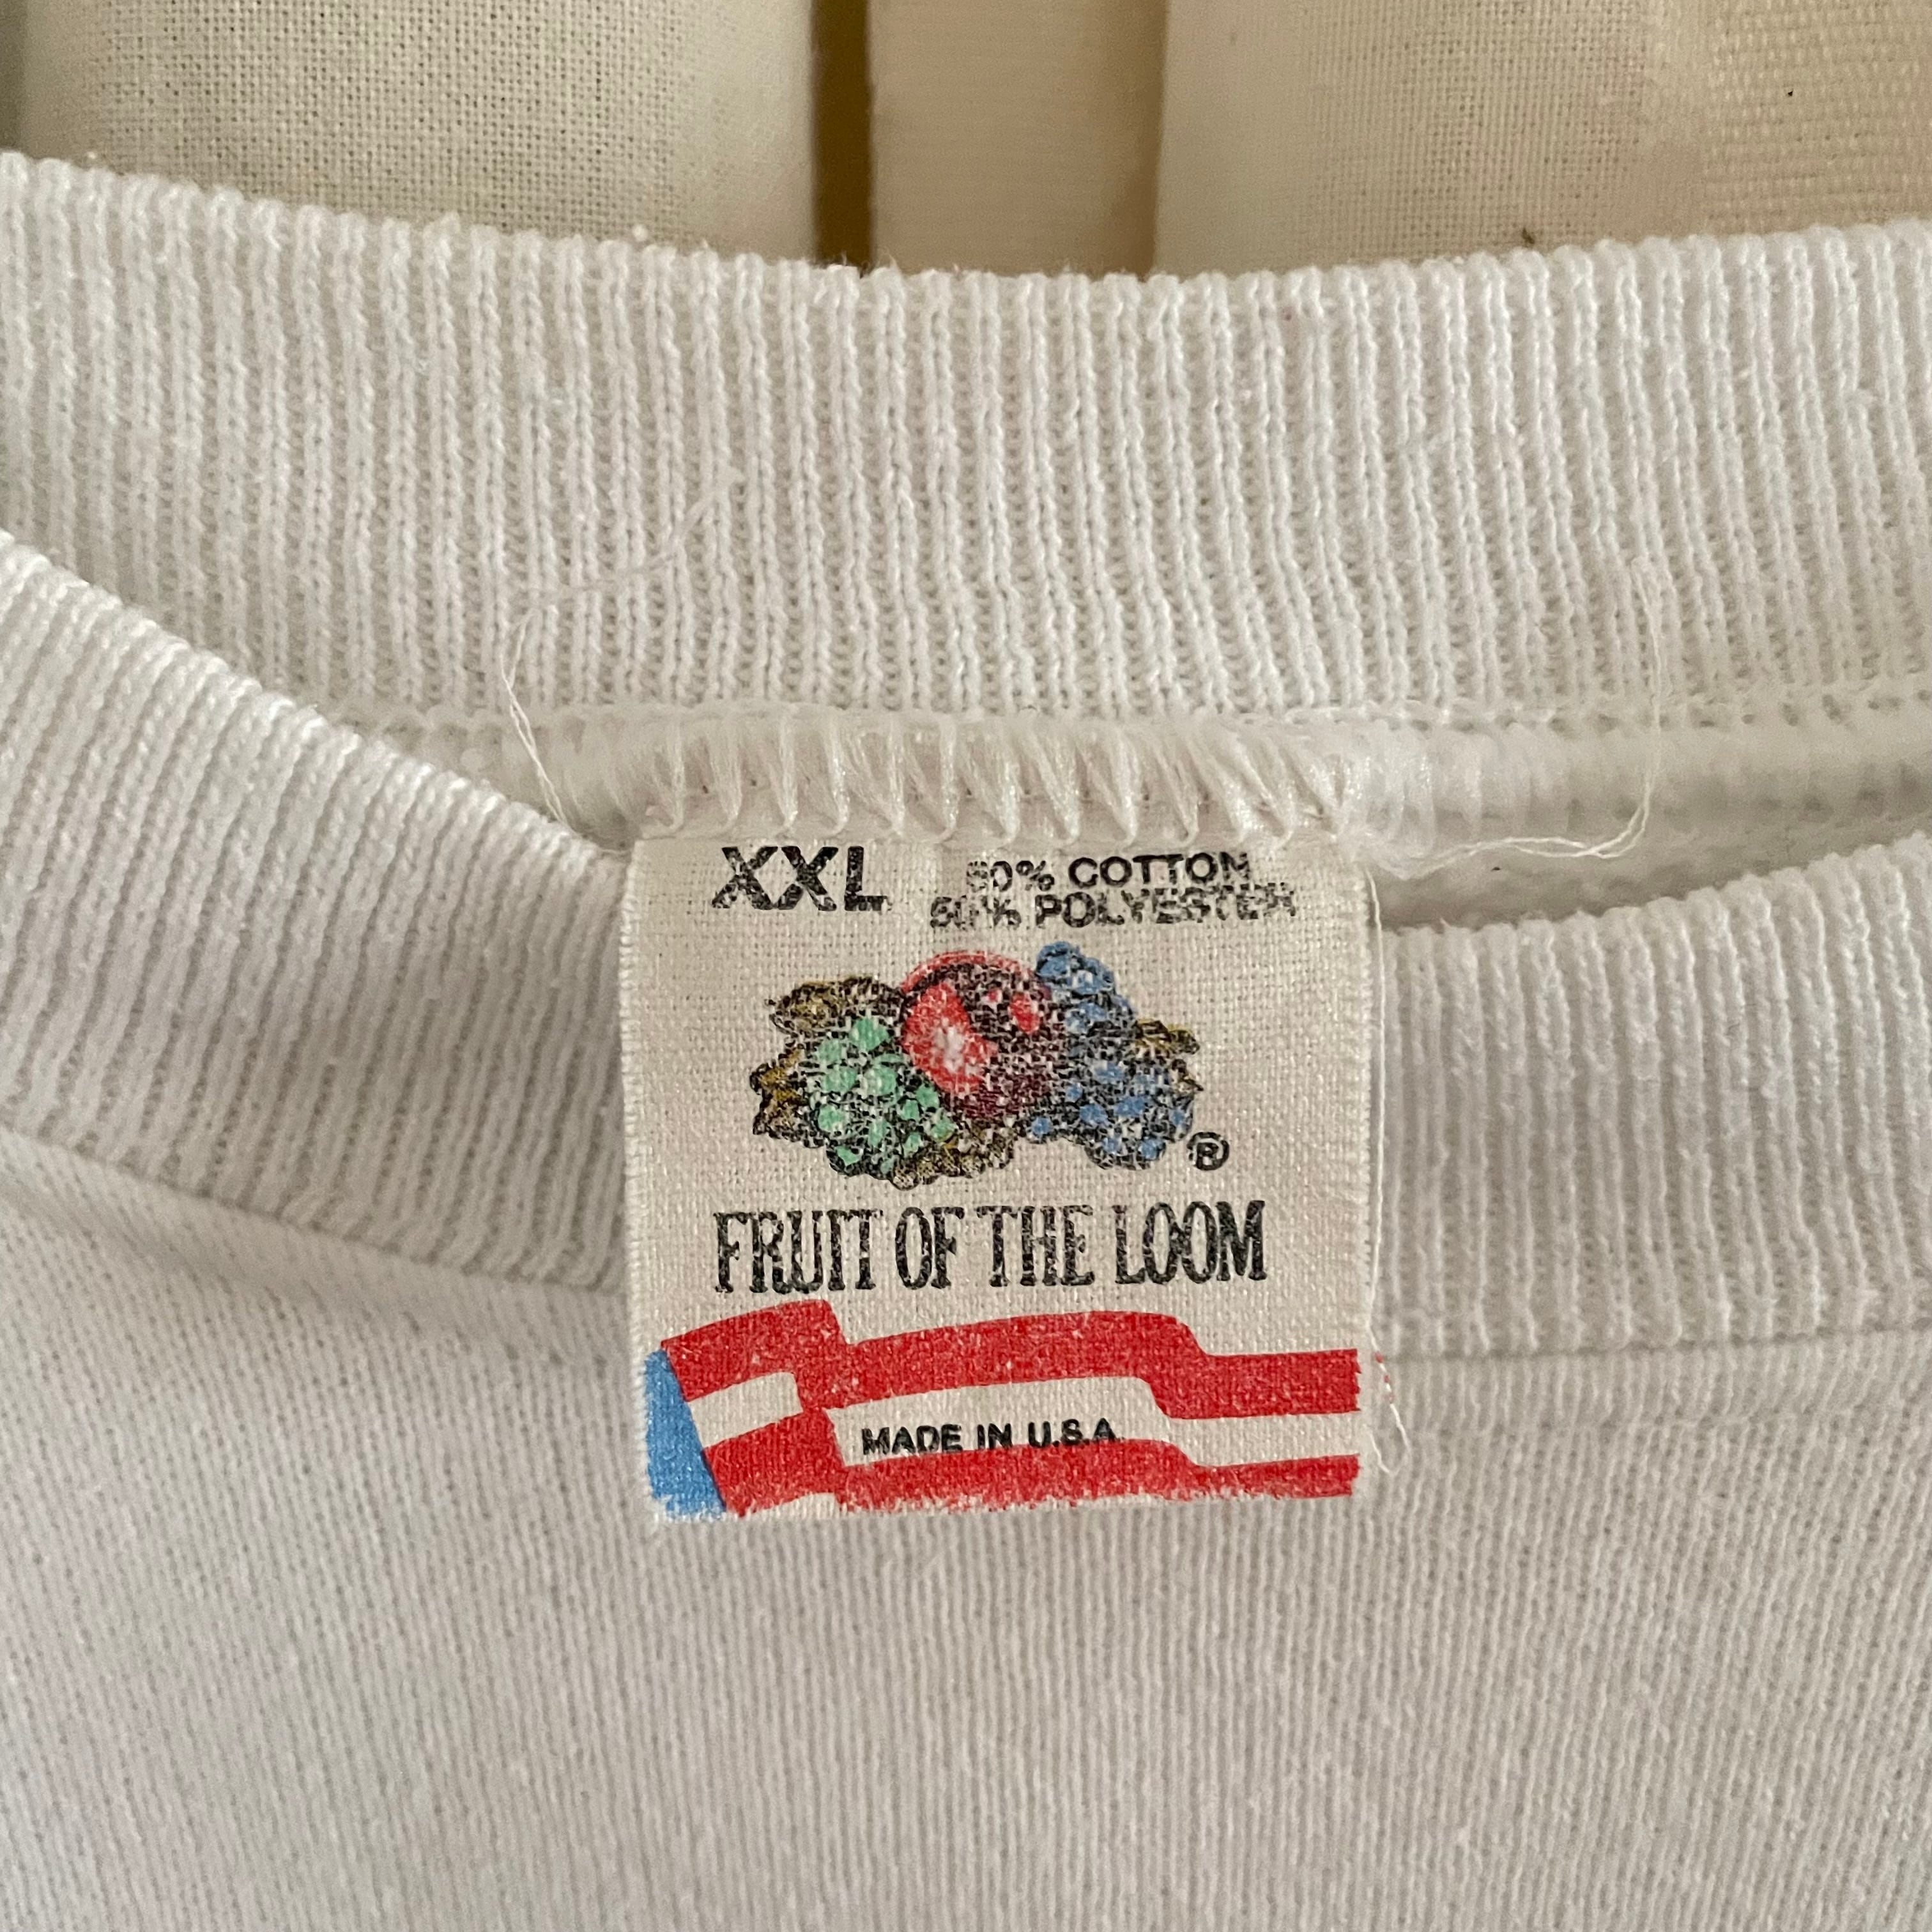 XXL
50% COTTON
50% POLYESTER
®
FRUIT OF THE LOOM
MADE IN U.S.A.